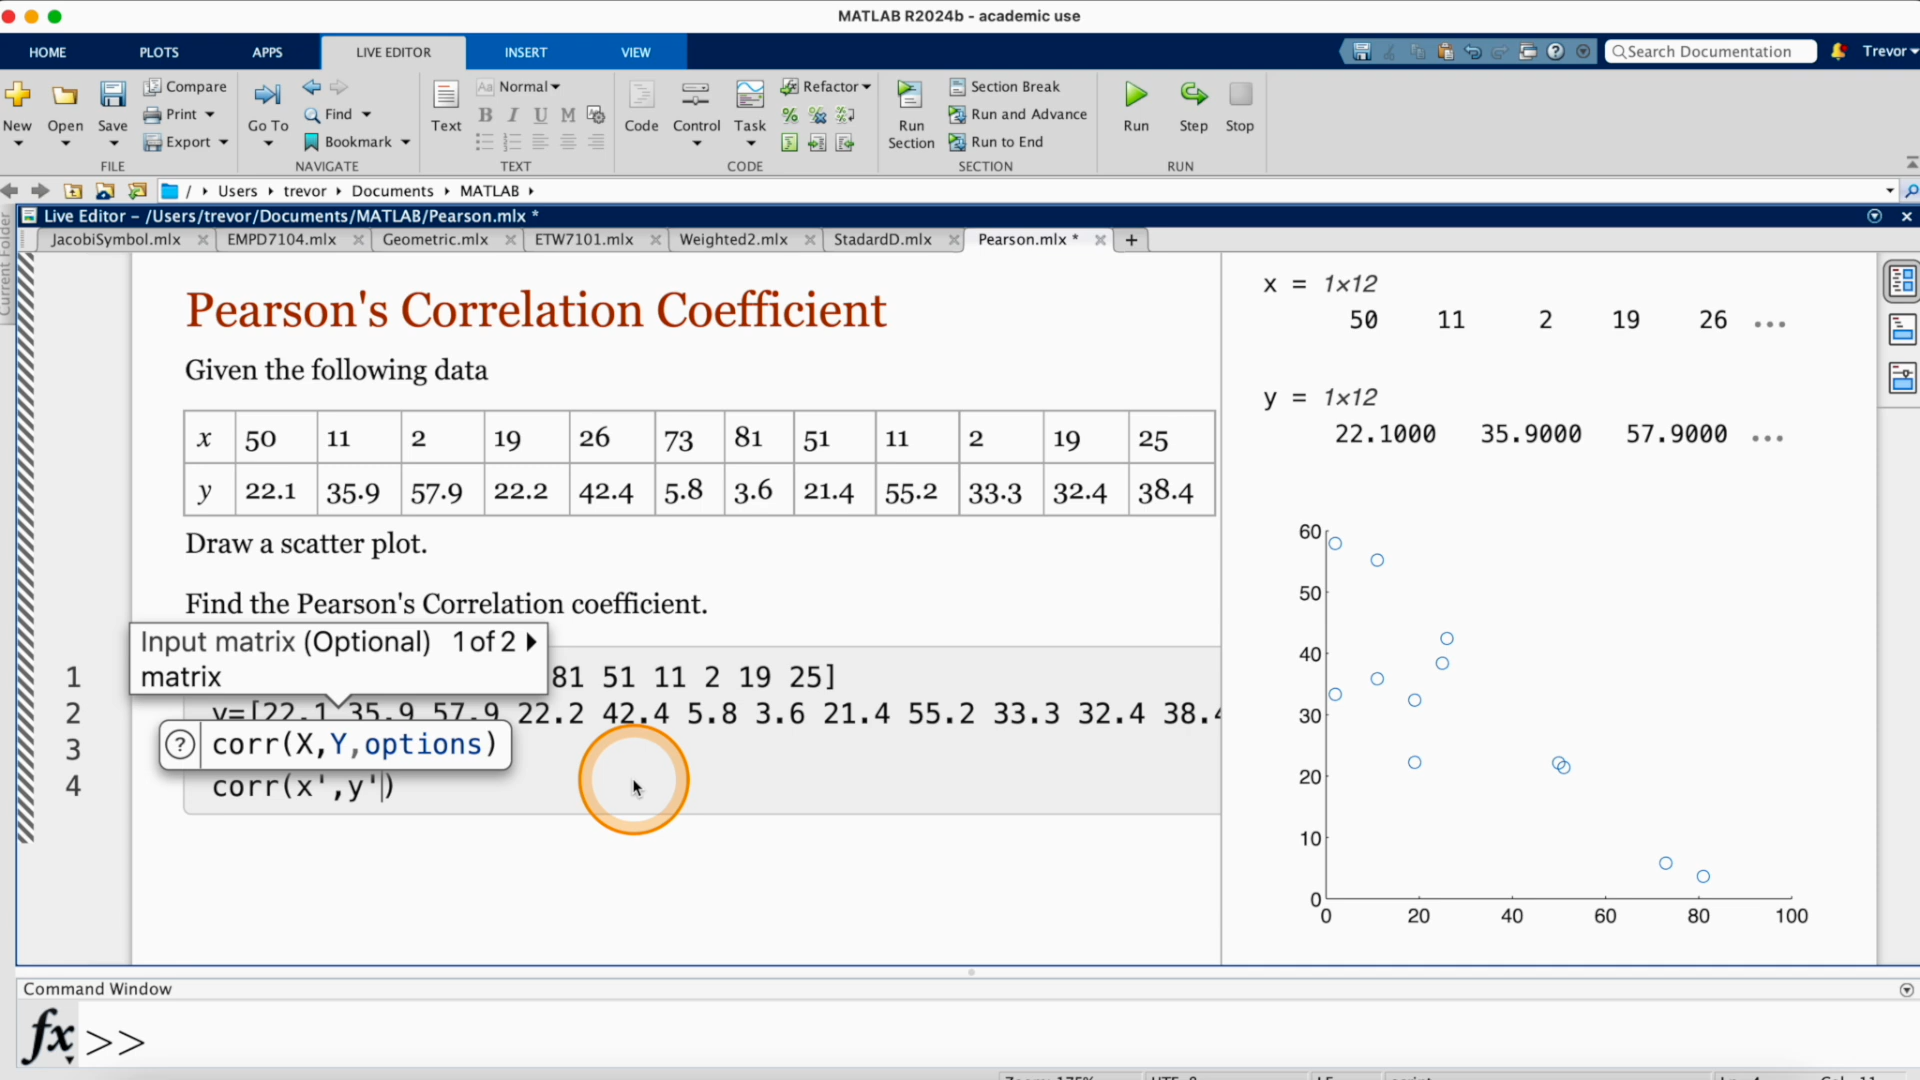 MATLAB R2024b - academic use
HOME PLOTS APPS LIVE EDITOR INSERT VIEW
Search Documentation
Trevor
New Open Save Compare Print Export
FILE
Go To Find Bookmark
NAVIGATE
Text Aa Normal B I U M
TEXT
Code Control Task Refactor
CODE
Run Section Section Break Run and Advance Run to End
SECTION
Run Step Stop
RUN
/ Users trevor Documents MATLAB
Current Folder
Live Editor - /Users/trevor/Documents/MATLAB/Pearson.mlx *
JacobiSymbol.mlx EMPD7104.mlx Geometric.mlx ETW7101.mlx Weighted2.mlx StadardD.mlx Pearson.mlx * +
Pearson's Correlation Coefficient
Given the following data
x 50 11 2 19 26 73 81 51 11 2 19 25
y 22.1 35.9 57.9 22.2 42.4 5.8 3.6 21.4 55.2 33.3 32.4 38.4
Draw a scatter plot.
Find the Pearson's Correlation coefficient.
Input matrix (Optional) 1 of 2
matrix
1 81 51 11 2 19 25]
2 y=[22.1 35.9 57.9 22.2 42.4 5.8 3.6 21.4 55.2 33.3 32.4 38.4
3
? corr(X,Y,options)
4 corr(x',y')
x = 1×12
50 11 2 19 26 ...
y = 1×12
22.1000 35.9000 57.9000 ...
60
50
40
30
20
10
0
0 20 40 60 80 100
Command Window
fx >>